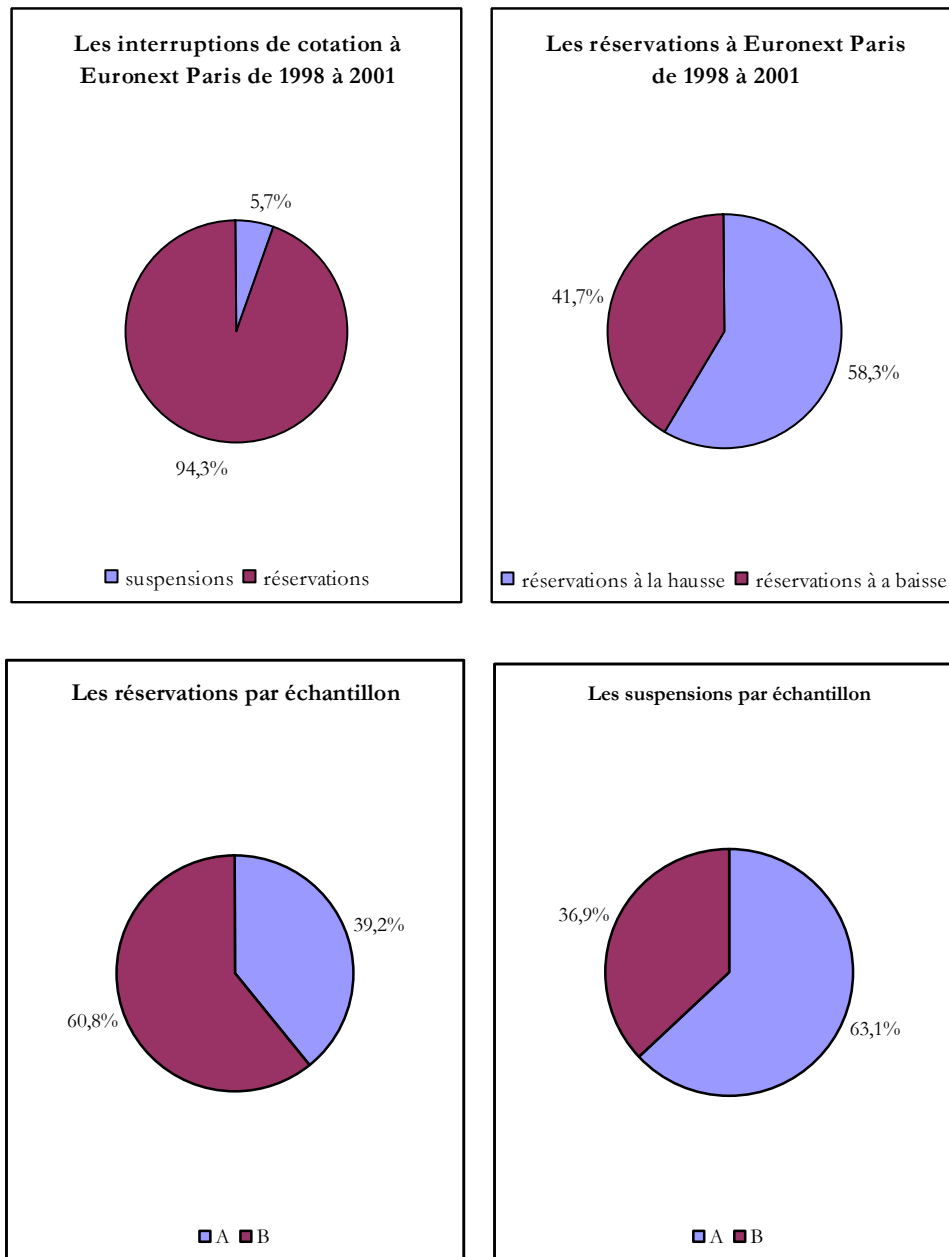 Les interruptions de cotation à
Euronext Paris de 1998 à 2001
5,7%
94,3%
suspensions réservations
Les réservations à Euronext Paris
de 1998 à 2001
41,7%
58,3%
réservations à la hausse réservations à a baisse
Les réservations par échantillon
39,2%
60,8%
A B
Les suspensions par échantillon
36,9%
63,1%
A B